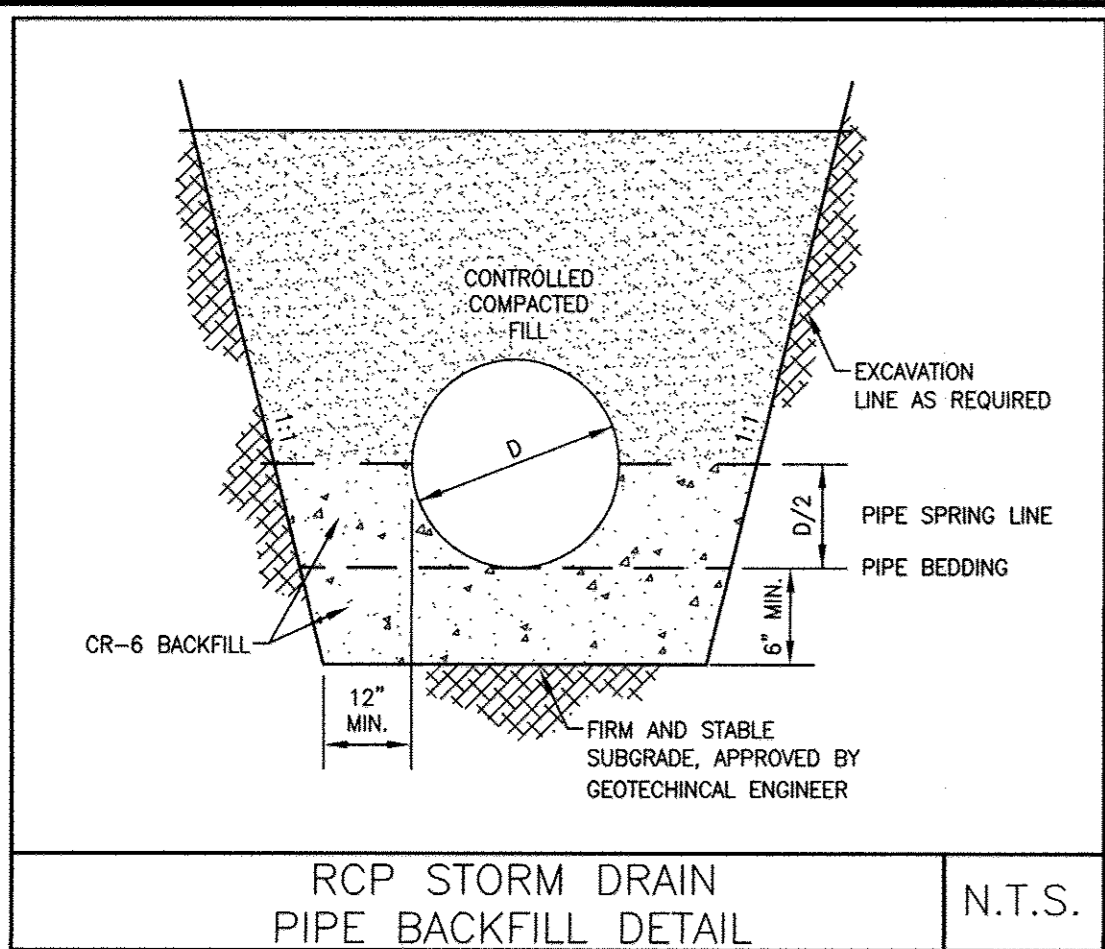 CONTROLLED
COMPACTED
FILL
EXCAVATION
LINE AS REQUIRED
1:1
1:1
D
D/2
PIPE SPRING LINE
PIPE BEDDING
6" MIN.
CR-6 BACKFILL
12"
MIN.
FIRM AND STABLE
SUBGRADE, APPROVED BY
GEOTECHINCAL ENGINEER
RCP STORM DRAIN
PIPE BACKFILL DETAIL
N.T.S.